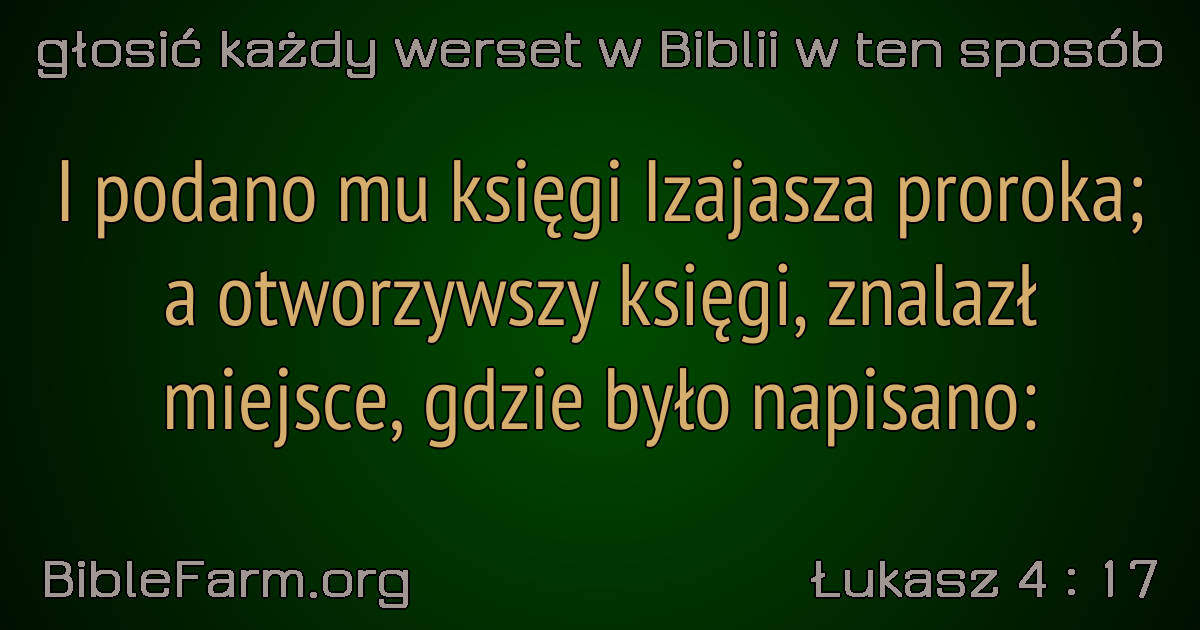 głosić każdy werset w Biblii w ten sposób
I podano mu księgi Izajasza proroka;
a otworzywszy księgi, znalazł
miejsce, gdzie było napisano:
BibleFarm.org
Łukasz 4 : 17